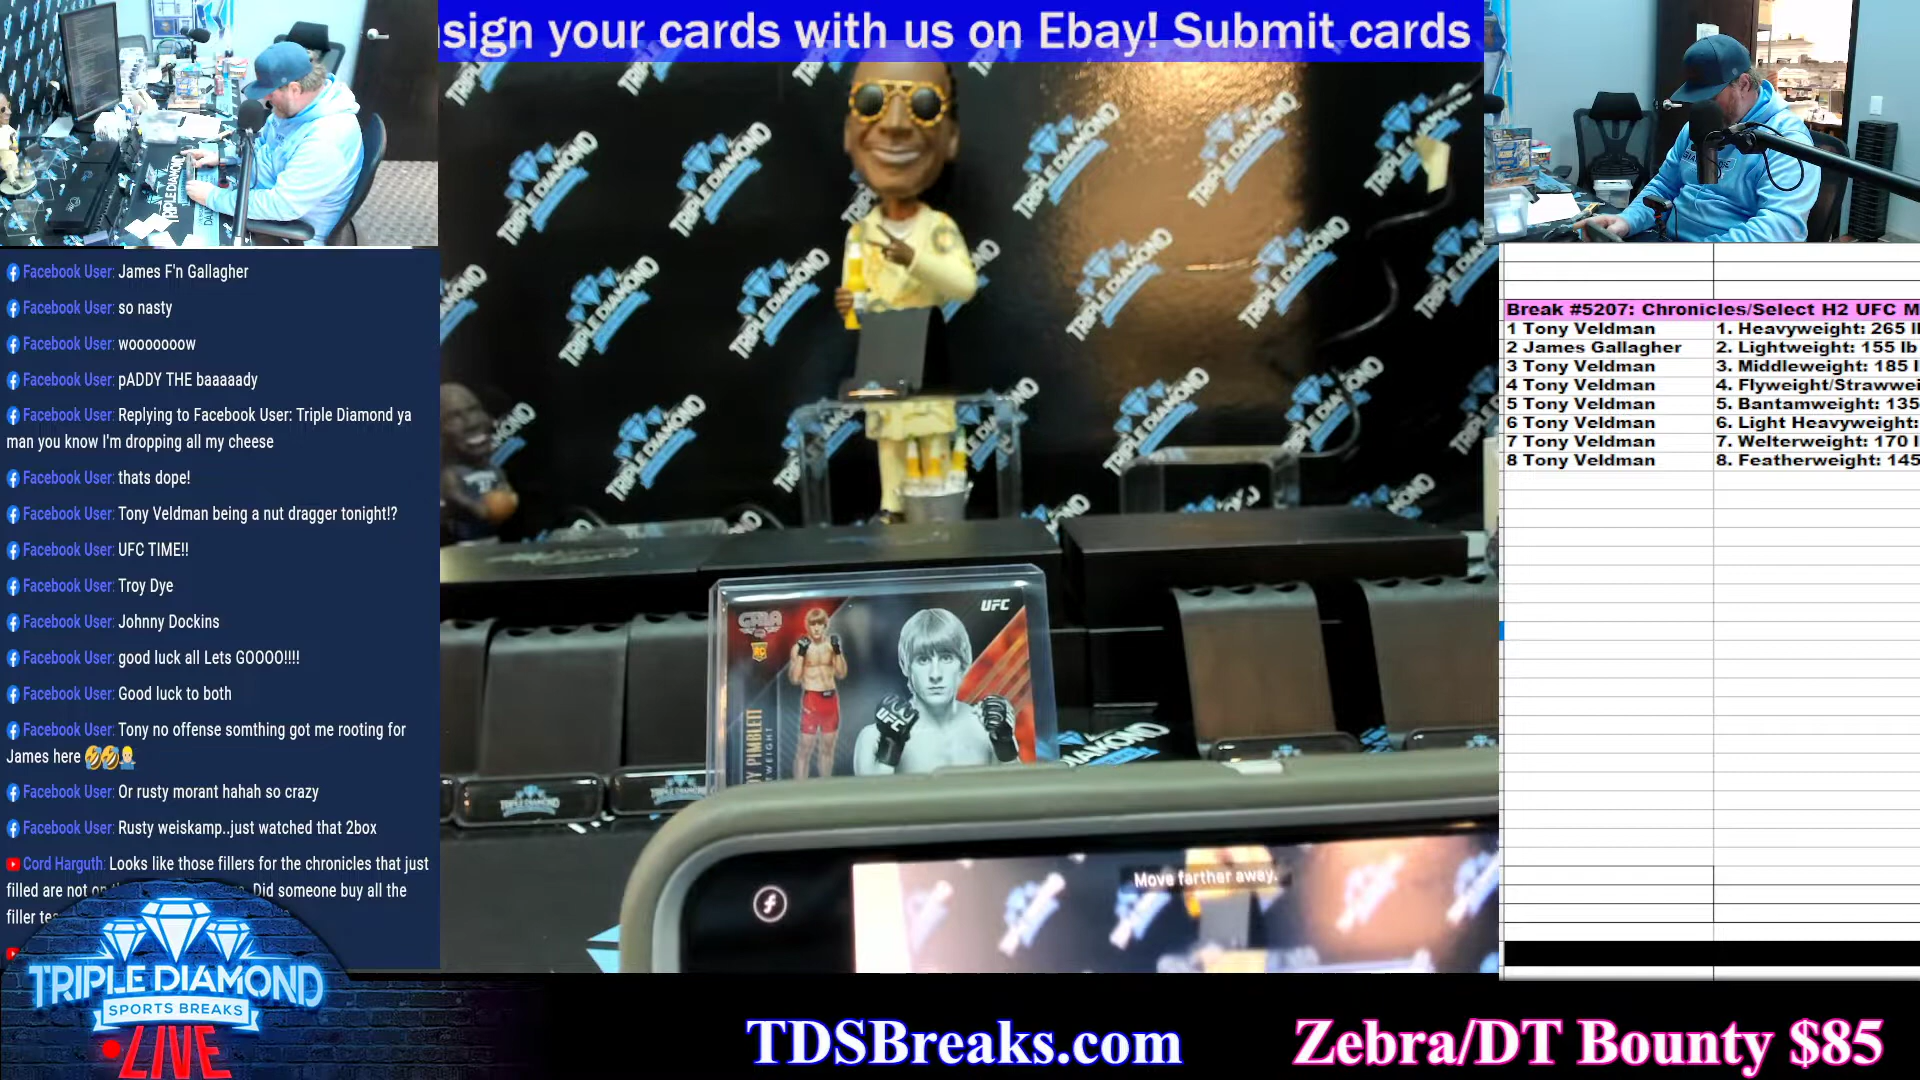 sign your cards with us on Ebay! Submit cards
Facebook User: James F'n Gallagher
Facebook User: so nasty
Facebook User: wooooooow
Facebook User: pADDY THE baaaady
Facebook User: Replying to Facebook User: Triple Diamond ya
man you know I'm dropping all my cheese
Facebook User: thats dope!
Facebook User: Tony Veldman being a nut dragger tonight!?
Facebook User: UFC TIME!!
Facebook User: Troy Dye
Facebook User: Johnny Dockins
Facebook User: good luck all Lets GOOOO!!!!
Facebook User: Good luck to both
Facebook User: Tony no offense somthing got me rooting for
James here 🤣🤣
Facebook User: Or rusty morant hahah so crazy
Facebook User: Rusty weiskamp..just watched that 2box
Cord Harguth: Looks like those fillers for the chronicles that just
filled are not on Did someone buy all the
filler
TRIPLE DIAMOND
SPORTS BREAKS
LIVE
TRIPLE DIAMOND
UFC
GALA
RC
PIMBLETT
UFC
Move farther away.
Break #5207: Chronicles/Select H2 UFC M
1 Tony Veldman 1. Heavyweight: 265 l
2 James Gallagher 2. Lightweight: 155 lb
3 Tony Veldman 3. Middleweight: 185 l
4 Tony Veldman 4. Flyweight/Strawwei
5 Tony Veldman 5. Bantamweight: 135
6 Tony Veldman 6. Light Heavyweight:
7 Tony Veldman 7. Welterweight: 170 l
8 Tony Veldman 8. Featherweight: 145
TDSBreaks.com
Zebra/DT Bounty $85